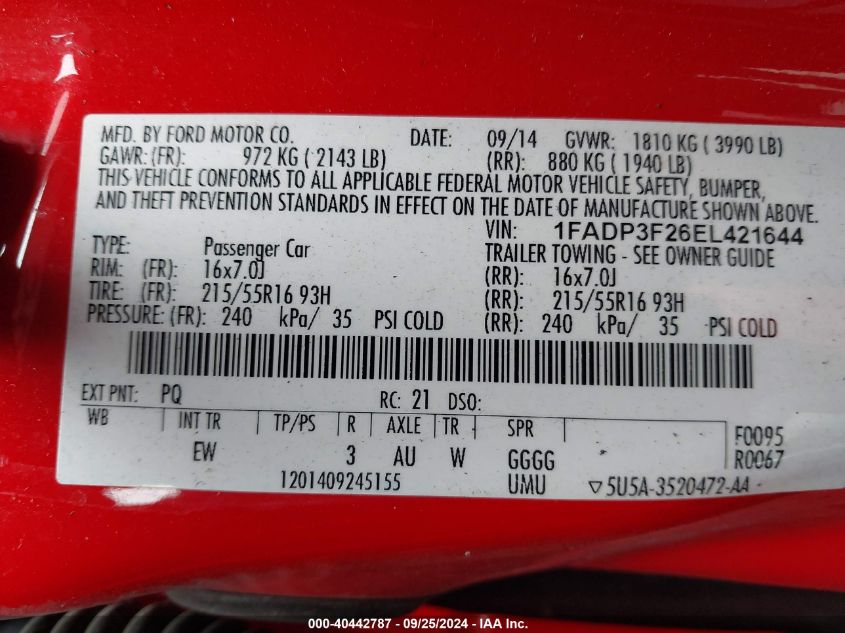 MFD. BY FORD MOTOR CO. DATE: 09/14 GVWR: 1810 KG ( 3990 LB)
GAWR: (FR): 972 KG ( 2143 LB) (RR): 880 KG ( 1940 LB)
THIS VEHICLE CONFORMS TO ALL APPLICABLE FEDERAL MOTOR VEHICLE SAFETY, BUMPER,
AND THEFT PREVENTION STANDARDS IN EFFECT ON THE DATE OF MANUFACTURE SHOWN ABOVE.
VIN: 1FADP3F26EL421644
TYPE: Passenger Car TRAILER TOWING - SEE OWNER GUIDE
RIM: (FR): 16x7.0J (RR): 16x7.0J
TIRE: (FR): 215/55R16 93H (RR): 215/55R16 93H
PRESSURE: (FR): 240 kPa/ 35 PSI COLD (RR): 240 kPa/ 35 PSI COLD
EXT PNT: PQ RC: 21 DSO:
WB INT TR TP/PS R AXLE TR SPR F0095
EW 3 AU W GGGG R0067
1201409245155 UMU ▽5U5A-3520472-AA
000-40442787 - 09/25/2024 - IAA Inc.